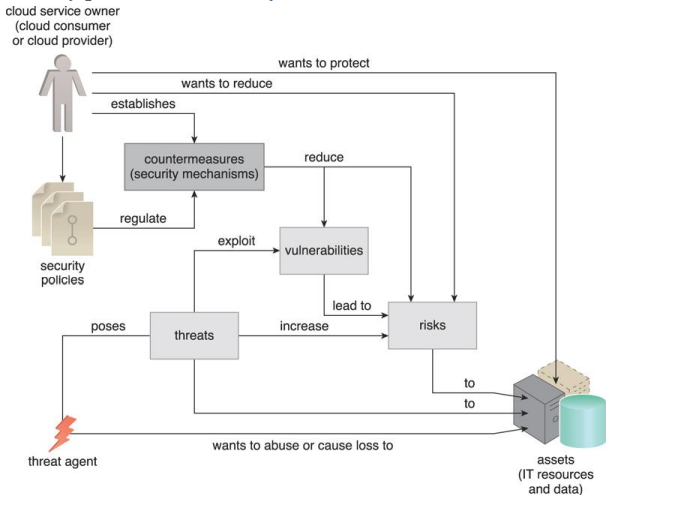 cloud service owner
(cloud consumer
or cloud provider)
wants to protect
wants to reduce
establishes
countermeasures
(security mechanisms)
reduce
regulate
security
policies
exploit
vulnerabilities
lead to
poses
threats
increase
risks
to
to
wants to abuse or cause loss to
threat agent
assets
(IT resources
and data)